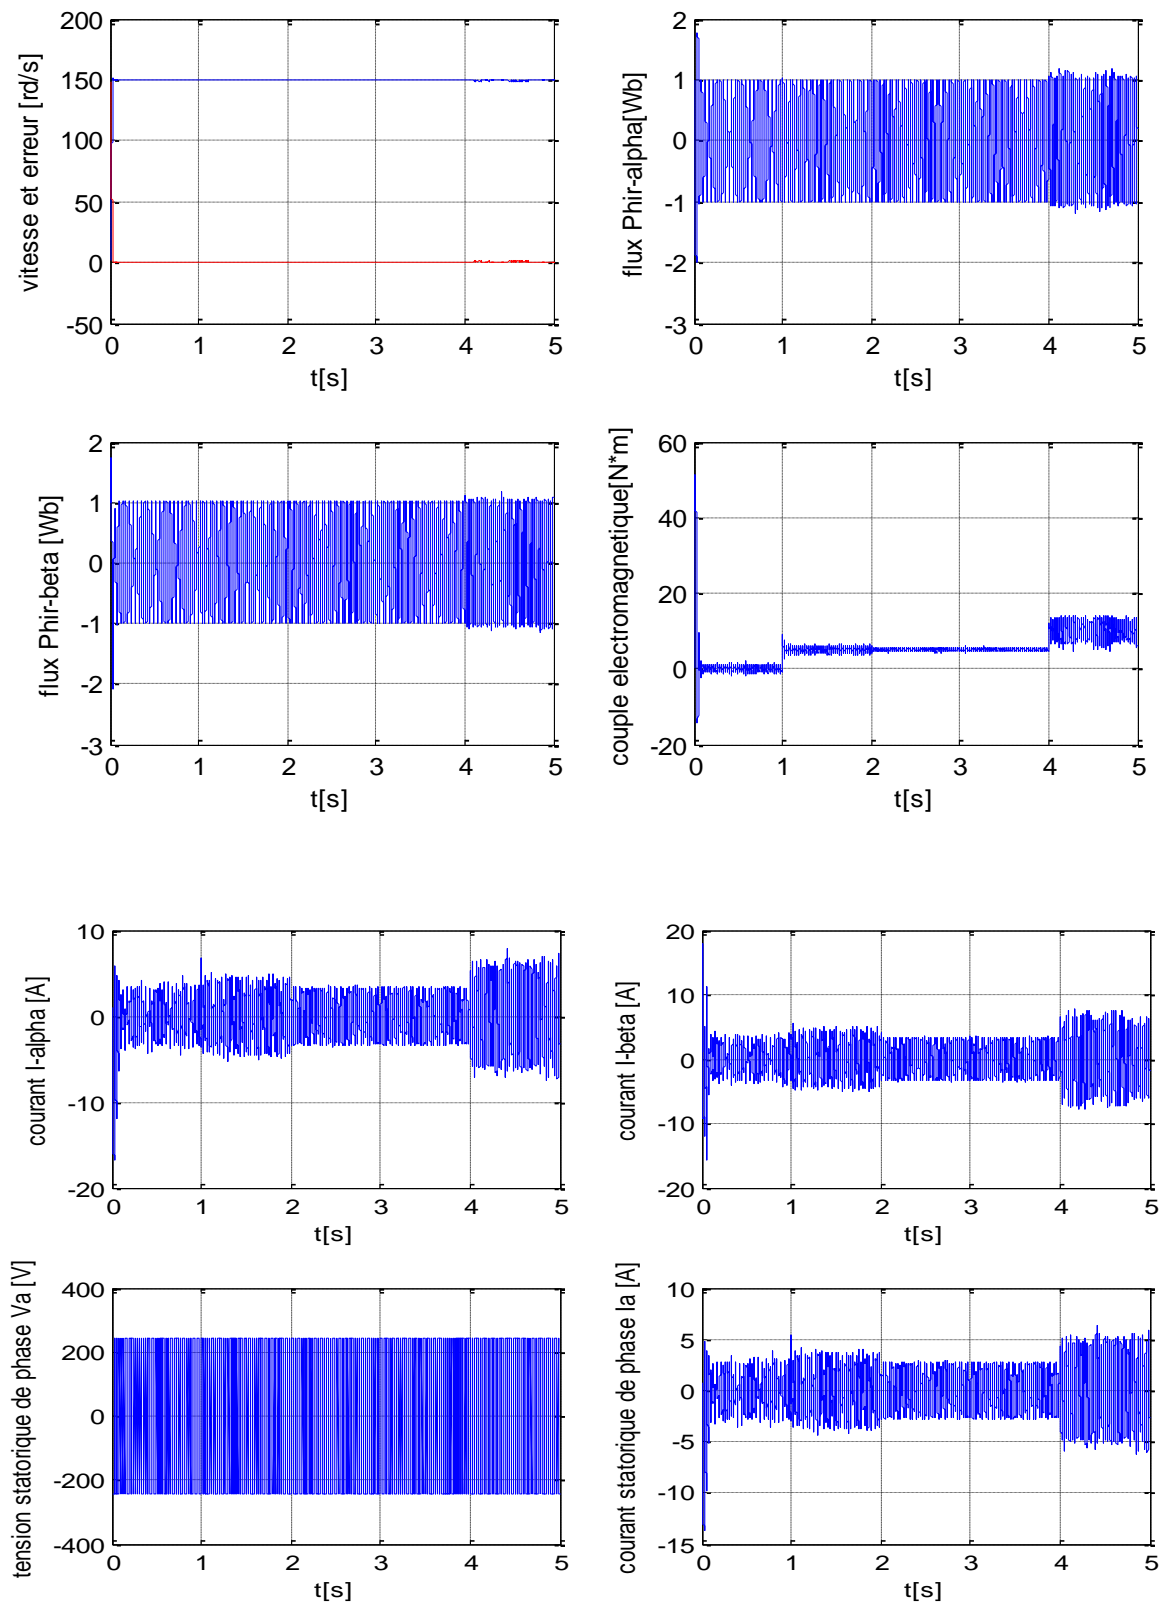 vitesse et erreur [rd/s]
200
150
100
50
0
-50
0 1 2 3 4 5
t[s]
flux Phir-alpha[Wb]
2
1
0
-1
-2
-3
0 1 2 3 4 5
t[s]
flux Phir-beta [Wb]
2
1
0
-1
-2
-3
0 1 2 3 4 5
t[s]
couple electromagnetique[N*m]
60
40
20
0
-20
0 1 2 3 4 5
t[s]
courant I-alpha [A]
10
0
-10
-20
0 1 2 3 4 5
t[s]
courant I-beta [A]
20
10
0
-10
-20
0 1 2 3 4 5
t[s]
tension statorique de phase Va [V]
400
200
0
-200
-400
0 1 2 3 4 5
t[s]
courant statorique de phase Ia [A]
10
5
0
-5
-10
-15
0 1 2 3 4 5
t[s]